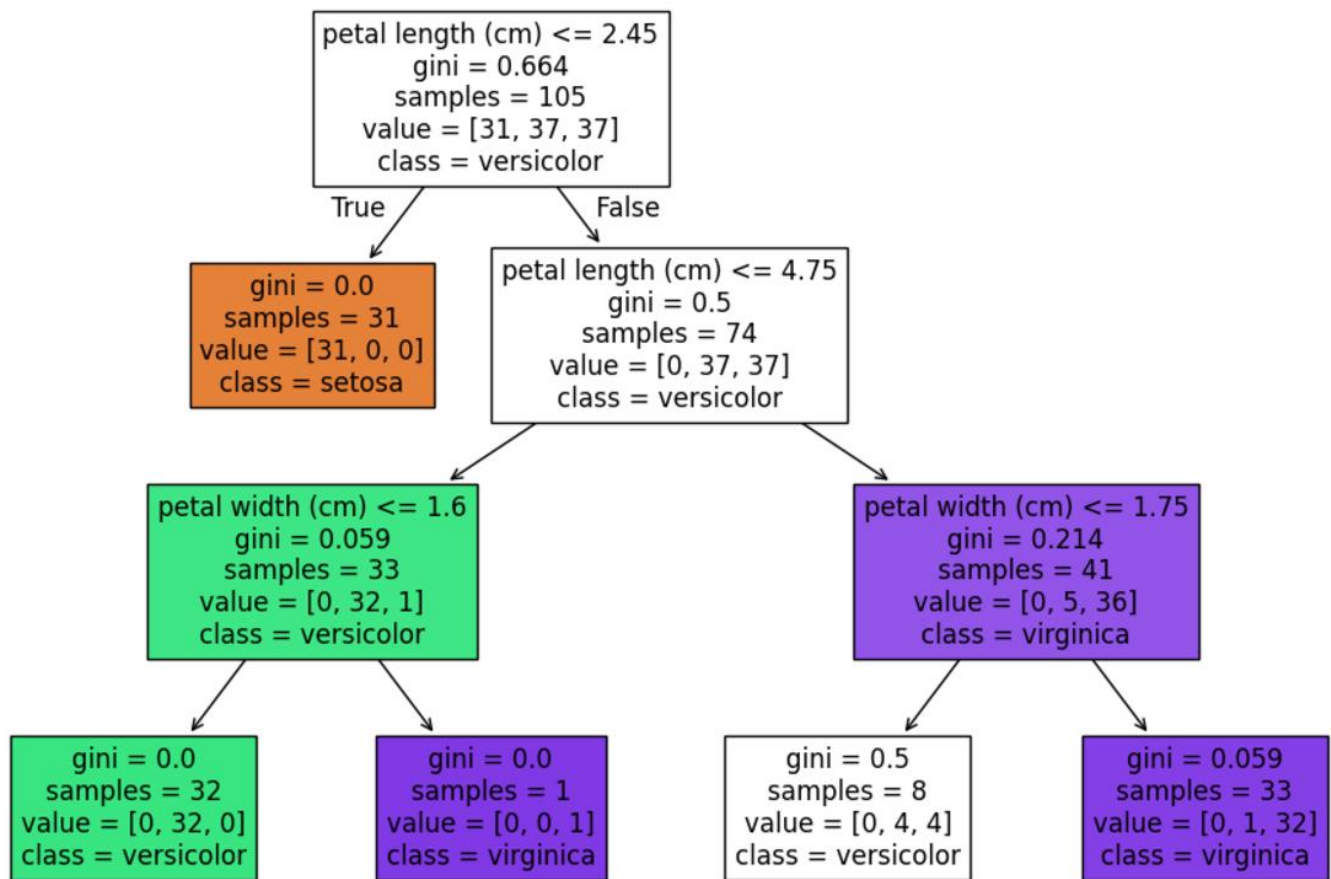 petal length (cm) <= 2.45
gini = 0.664
samples = 105
value = [31, 37, 37]
class = versicolor
True
False
gini = 0.0
samples = 31
value = [31, 0, 0]
class = setosa
petal length (cm) <= 4.75
gini = 0.5
samples = 74
value = [0, 37, 37]
class = versicolor
petal width (cm) <= 1.6
gini = 0.059
samples = 33
value = [0, 32, 1]
class = versicolor
petal width (cm) <= 1.75
gini = 0.214
samples = 41
value = [0, 5, 36]
class = virginica
gini = 0.0
samples = 32
value = [0, 32, 0]
class = versicolor
gini = 0.0
samples = 1
value = [0, 0, 1]
class = virginica
gini = 0.5
samples = 8
value = [0, 4, 4]
class = versicolor
gini = 0.059
samples = 33
value = [0, 1, 32]
class = virginica